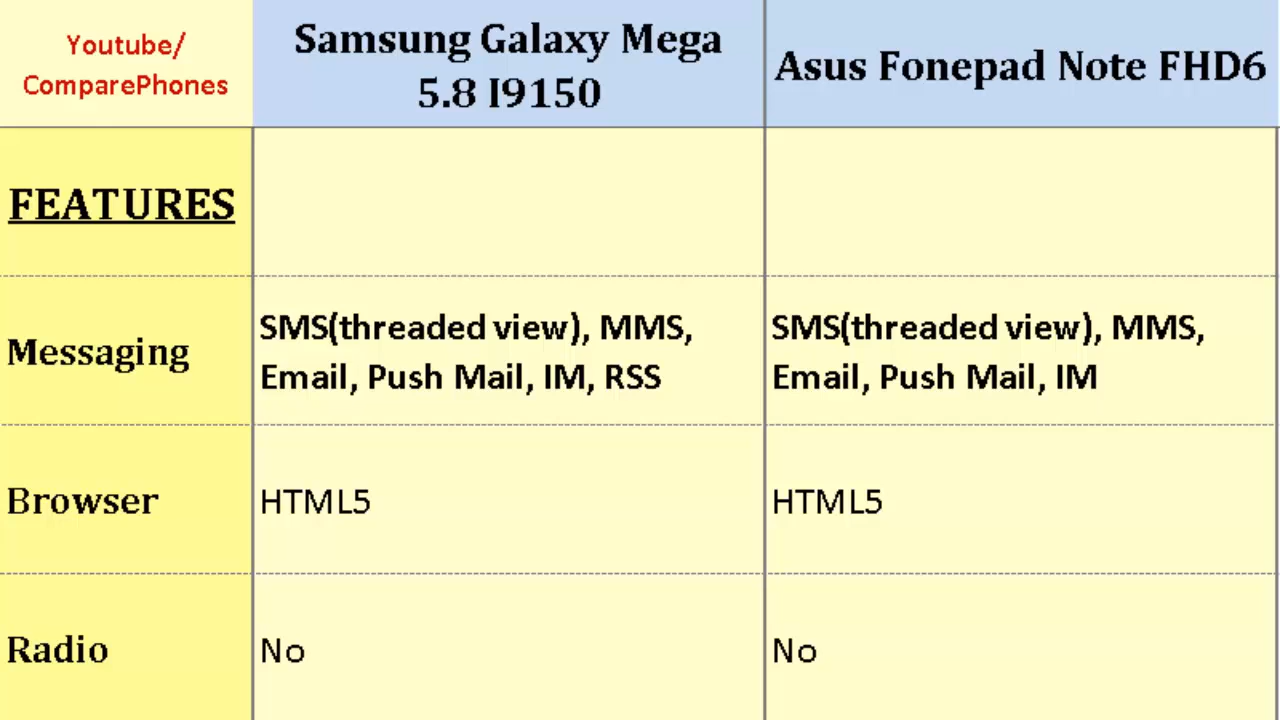 Youtube/
ComparePhones
Samsung Galaxy Mega
5.8 I9150
Asus Fonepad Note FHD6
FEATURES
Messaging
SMS(threaded view), MMS,
Email, Push Mail, IM, RSS
SMS(threaded view), MMS,
Email, Push Mail, IM
Browser
HTML5
HTML5
Radio
No
No